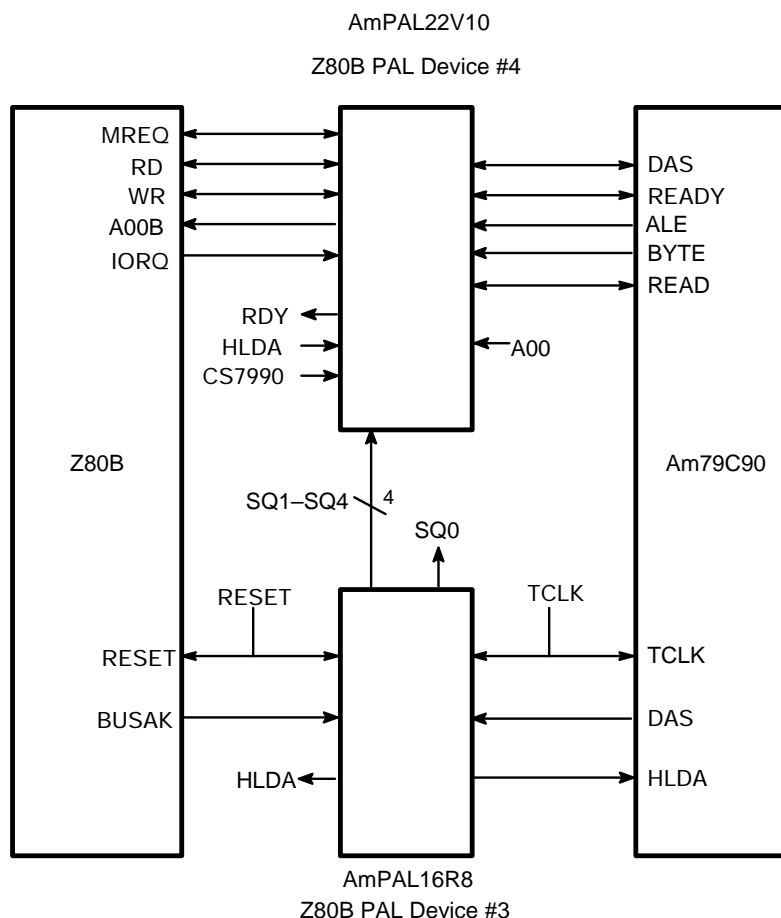 AmPAL22V10
Z80B PAL Device #4
MREQ
RD
WR
A00B
IORQ
RDY
HLDA
CS7990
DAS
READY
ALE
BYTE
READ
A00
Z80B
Am79C90
SQ1–SQ4
4
SQ0
RESET
TCLK
RESET
BUSAK
HLDA
TCLK
DAS
HLDA
AmPAL16R8
Z80B PAL Device #3